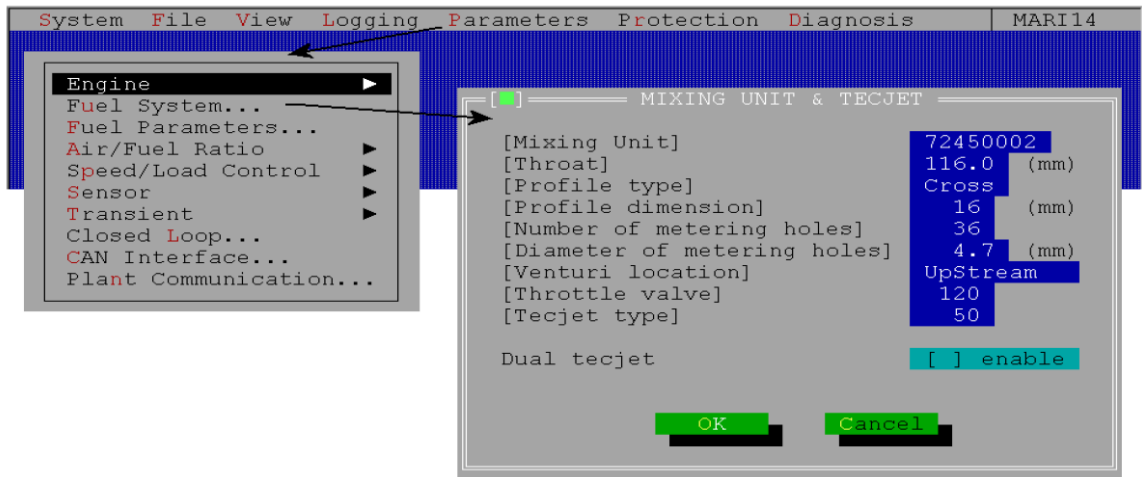 System File View Logging Parameters Protection Diagnosis MARI14
Engine
Fuel System...
Fuel Parameters...
Air/Fuel Ratio
Speed/Load Control
Sensor
Transient
Closed Loop...
CAN Interface...
Plant Communication...
MIXING UNIT & TECJET
[Mixing Unit] 72450002
[Throat] 116.0 (mm)
[Profile type] Cross
[Profile dimension] 16 (mm)
[Number of metering holes] 36
[Diameter of metering holes] 4.7 (mm)
[Venturi location] UpStream
[Throttle valve] 120
[Tecjet type] 50
Dual tecjet [ ] enable
OK Cancel